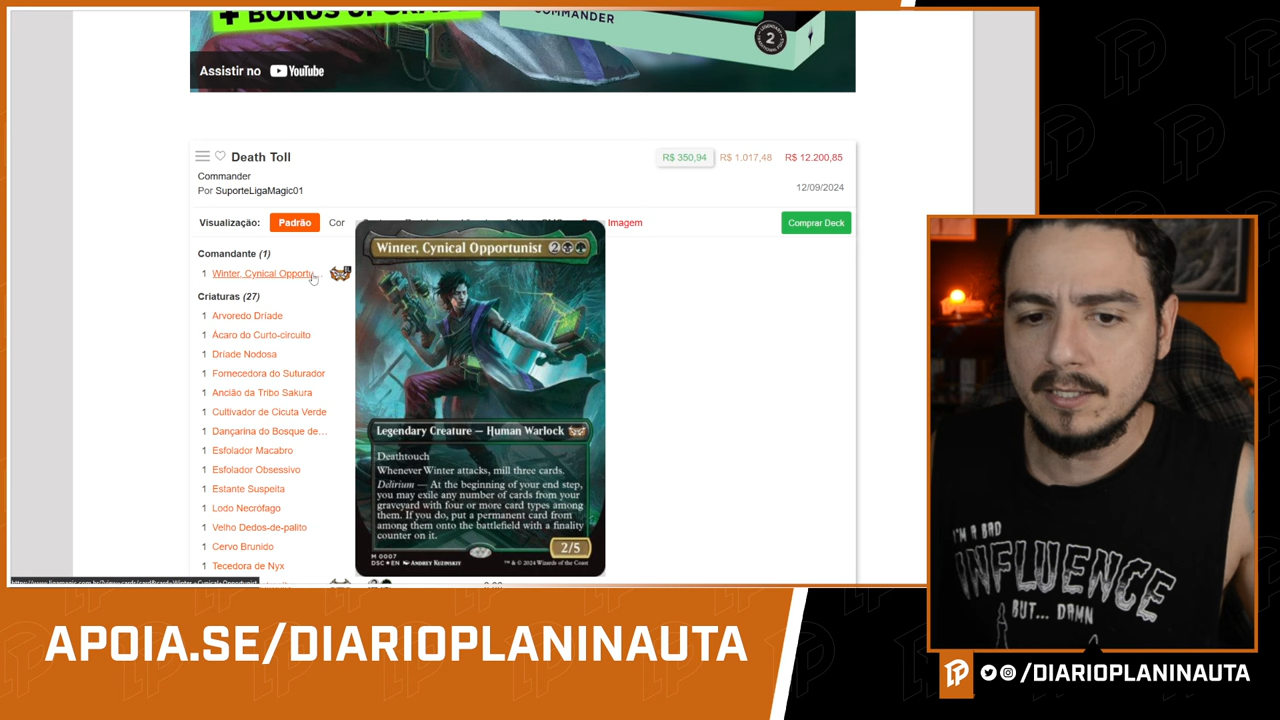 + BONUS UPGRADE
COMMANDER
2
Assistir no YouTube
Death Toll
R$ 350,94 R$ 1.017,48 R$ 12.200,85
Commander
Por SuporteLigaMagic01
12/09/2024
Visualização: Padrão Cor Imagem
Comprar Deck
Comandante (1)
1 Winter, Cynical Opportu...
Criaturas (27)
1 Arvoredo Dríade
1 Ácaro do Curto-circuito
1 Dríade Nodosa
1 Fornecedora do Suturador
1 Ancião da Tribo Sakura
1 Cultivador de Cicuta Verde
1 Dançarina do Bosque de…
1 Esfolador Macabro
1 Esfolador Obsessivo
1 Estante Suspeita
1 Lodo Necrófago
1 Velho Dedos-de-palito
1 Cervo Brunido
1 Tecedora de Nyx
Winter, Cynical Opportunist 2
Legendary Creature — Human Warlock
Deathtouch
Whenever Winter attacks, mill three cards.
Delirium — At the beginning of your end step,
you may exile any number of cards from your
graveyard with four or more card types among
them. If you do, put a permanent card from
among them onto the battlefield with a finality
counter on it.
2/5
M 0007
DSC • EN Andrey Kuzinskiy
™ & © 2024 Wizards of the Coast
I'M A BAD
INFLUENCE
BUT... DAMN
APOIA.SE/DIARIOPLANINAUTA
/DIARIOPLANINAUTA